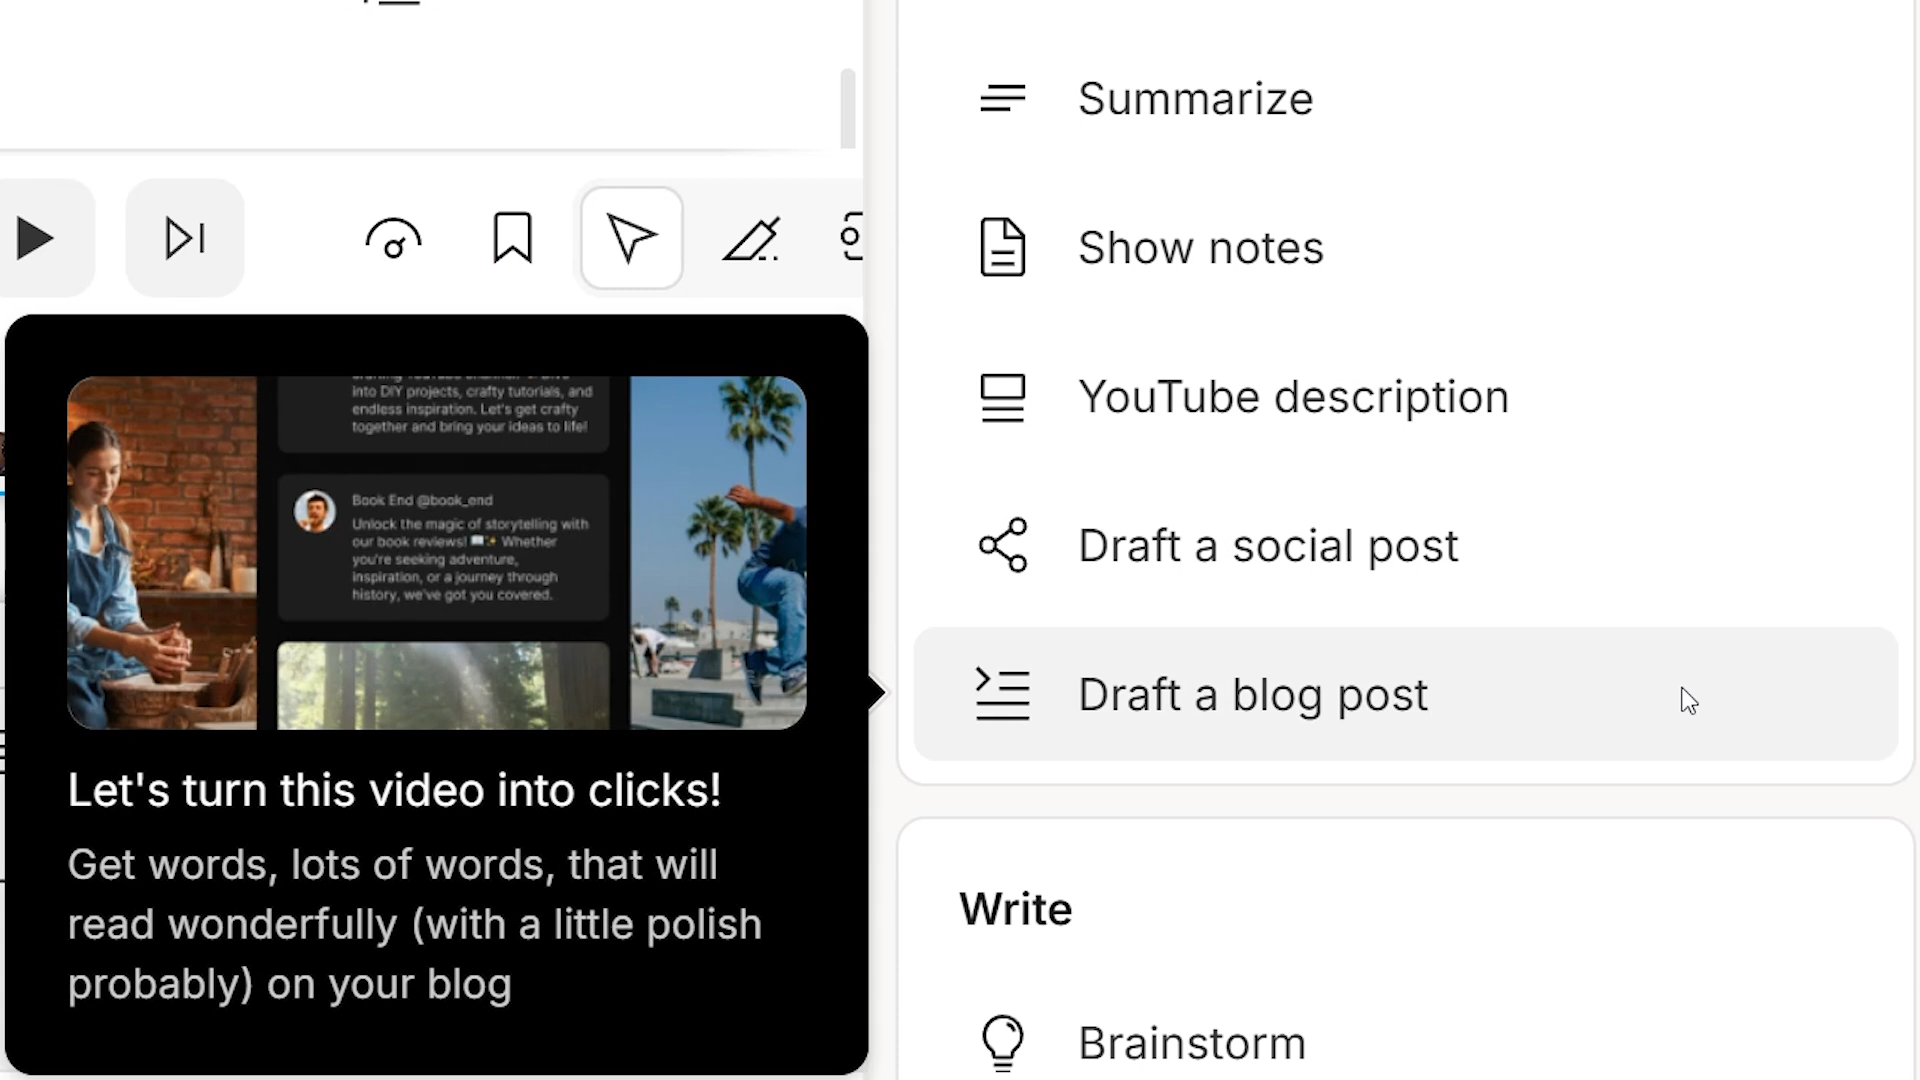 Summarize
Show notes
YouTube description
Draft a social post
Draft a blog post
Write
Brainstorm
into DIY projects, crafty tutorials, and
endless inspiration. Let's get crafty
together and bring your ideas to life!
Book End @book_end
Unlock the magic of storytelling with
our book reviews! 📖✨ Whether
you're seeking adventure,
inspiration, or a journey through
history, we've got you covered.
Let's turn this video into clicks!
Get words, lots of words, that will
read wonderfully (with a little polish
probably) on your blog